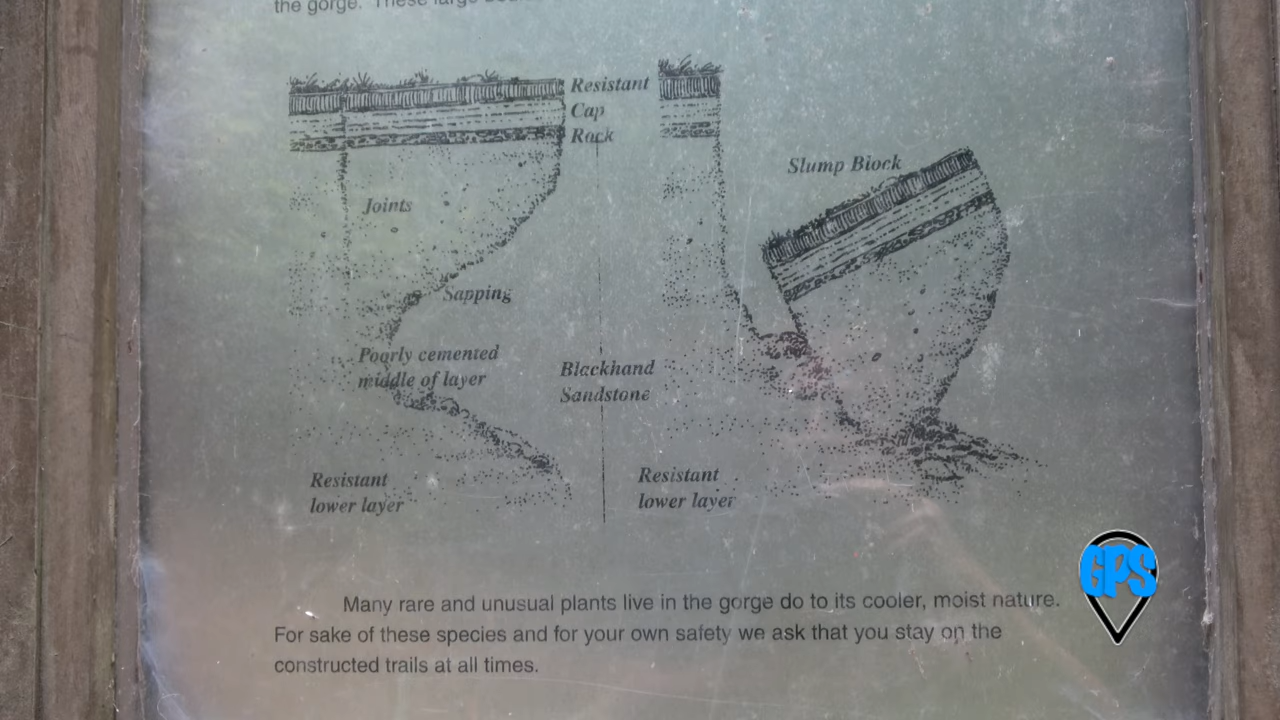 the gorge. These large
Resistant
Cap
Rock
Joints
Sapping
Poorly cemented
middle of layer
Resistant
lower layer
Blackhand
Sandstone
Slump Block
Resistant
lower layer
Many rare and unusual plants live in the gorge do to its cooler, moist nature.
For sake of these species and for your own safety we ask that you stay on the
constructed trails at all times.
GPS